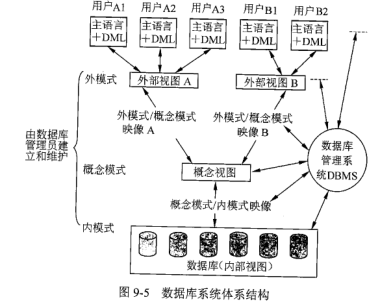 用户A1 用户A2 用户A3 用户B1 用户B2
主语言 主语言 主语言 主语言 主语言
+DML +DML +DML +DML +DML
外模式
外部视图 A 外部视图 B
外模式/概念模式 外模式/概念模式
映像 A 映像 B
由数据库
管理员建
立和维护
数据库
管理系
统DBMS
概念模式
概念视图
概念模式/内模式映像
内模式
数据库(内部视图)
图 9-5 数据库系统体系结构